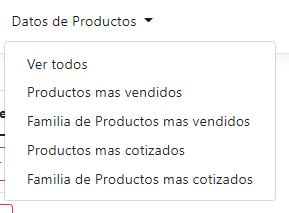 Datos de Productos
Ver todos
Productos mas vendidos
Familia de Productos mas vendidos
Productos mas cotizados
Familia de Productos mas cotizados